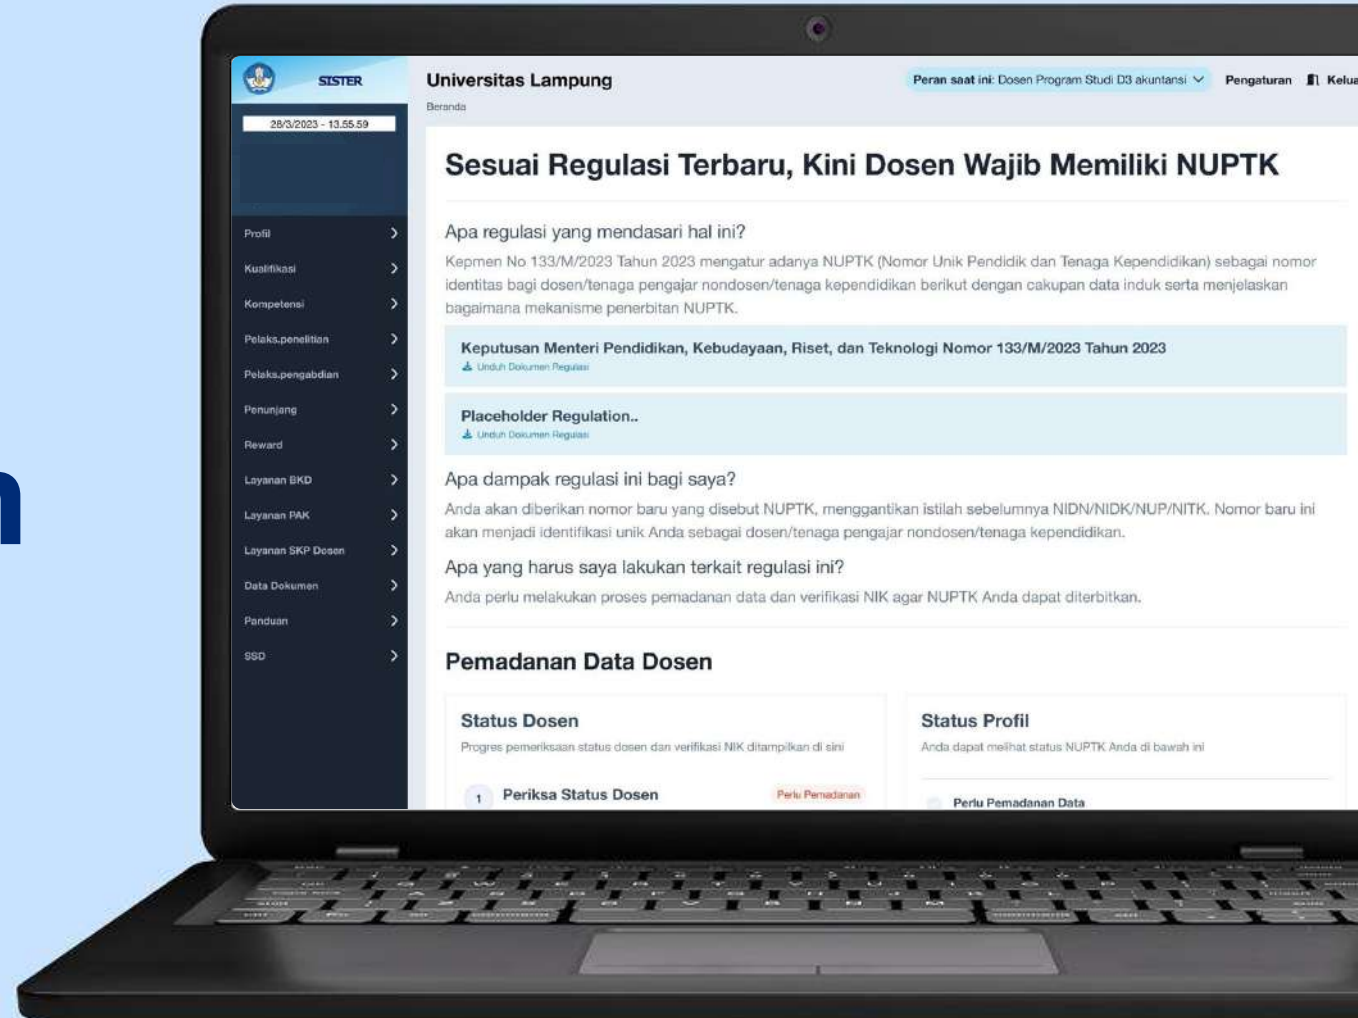 n
SISTER
Universitas Lampung
Peran saat ini: Dosen Program Studi D3 akuntansi
Pengaturan
Kelua
28/3/2023 - 13.55.59
Beranda
Profil
Kualifikasi
Kompetensi
Pelaks.penelitian
Pelaks.pengabdian
Penunjang
Reward
Layanan BKD
Layanan PAK
Layanan SKP Dosen
Data Dokumen
Panduan
SSD
Sesuai Regulasi Terbaru, Kini Dosen Wajib Memiliki NUPTK
Apa regulasi yang mendasari hal ini?
Kepmen No 133/M/2023 Tahun 2023 mengatur adanya NUPTK (Nomor Unik Pendidik dan Tenaga Kependidikan) sebagai nomor
identitas bagi dosen/tenaga pengajar nondosen/tenaga kependidikan berikut dengan cakupan data induk serta menjelaskan
bagaimana mekanisme penerbitan NUPTK.
Keputusan Menteri Pendidikan, Kebudayaan, Riset, dan Teknologi Nomor 133/M/2023 Tahun 2023
Unduh Dokumen Regulasi
Placeholder Regulation..
Unduh Dokumen Regulasi
Apa dampak regulasi ini bagi saya?
Anda akan diberikan nomor baru yang disebut NUPTK, menggantikan istilah sebelumnya NIDN/NIDK/NUP/NITK. Nomor baru ini
akan menjadi identifikasi unik Anda sebagai dosen/tenaga pengajar nondosen/tenaga kependidikan.
Apa yang harus saya lakukan terkait regulasi ini?
Anda perlu melakukan proses pemadanan data dan verifikasi NIK agar NUPTK Anda dapat diterbitkan.
Pemadanan Data Dosen
Status Dosen
Progres pemeriksaan status dosen dan verifikasi NIK ditampilkan di sini
1 Periksa Status Dosen
Perlu Pemadanan
Status Profil
Anda dapat melihat status NUPTK Anda di bawah ini
Perlu Pemadanan Data